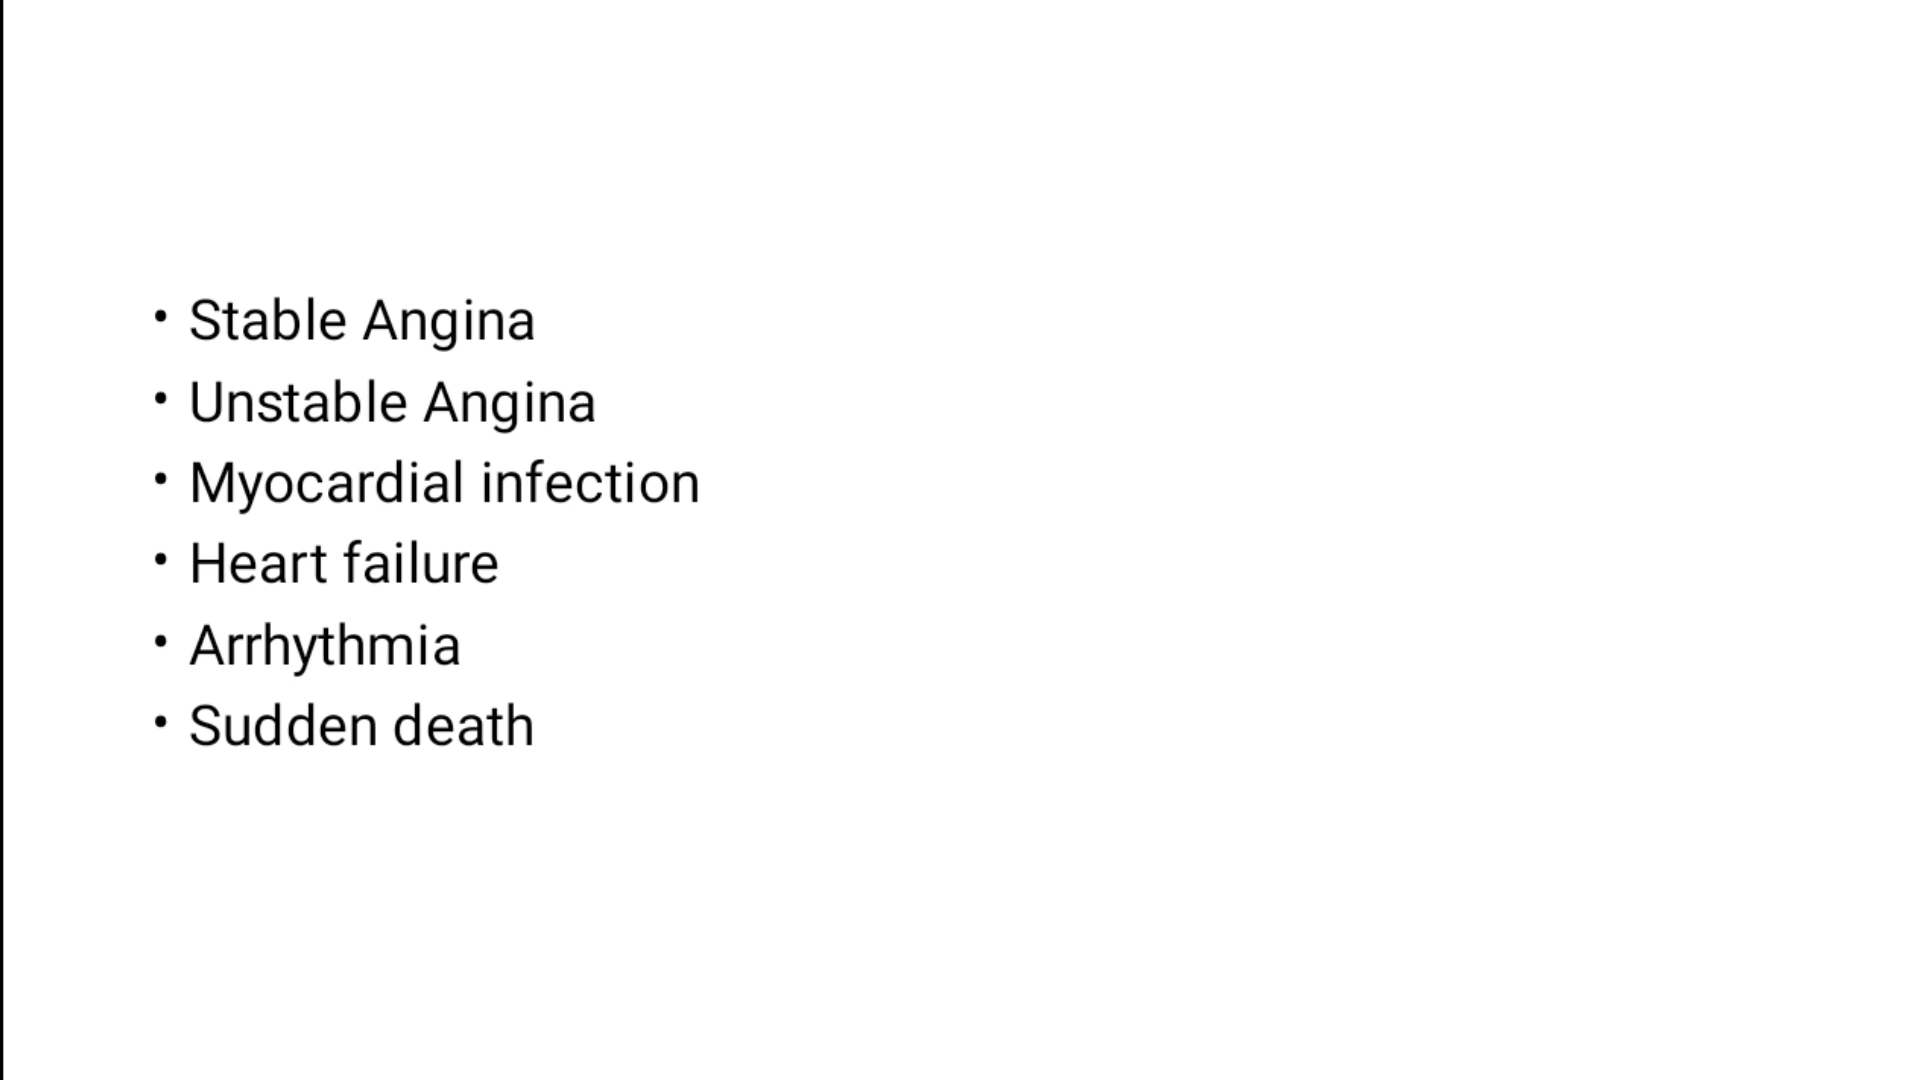 • Stable Angina
• Unstable Angina
• Myocardial infection
• Heart failure
• Arrhythmia
• Sudden death